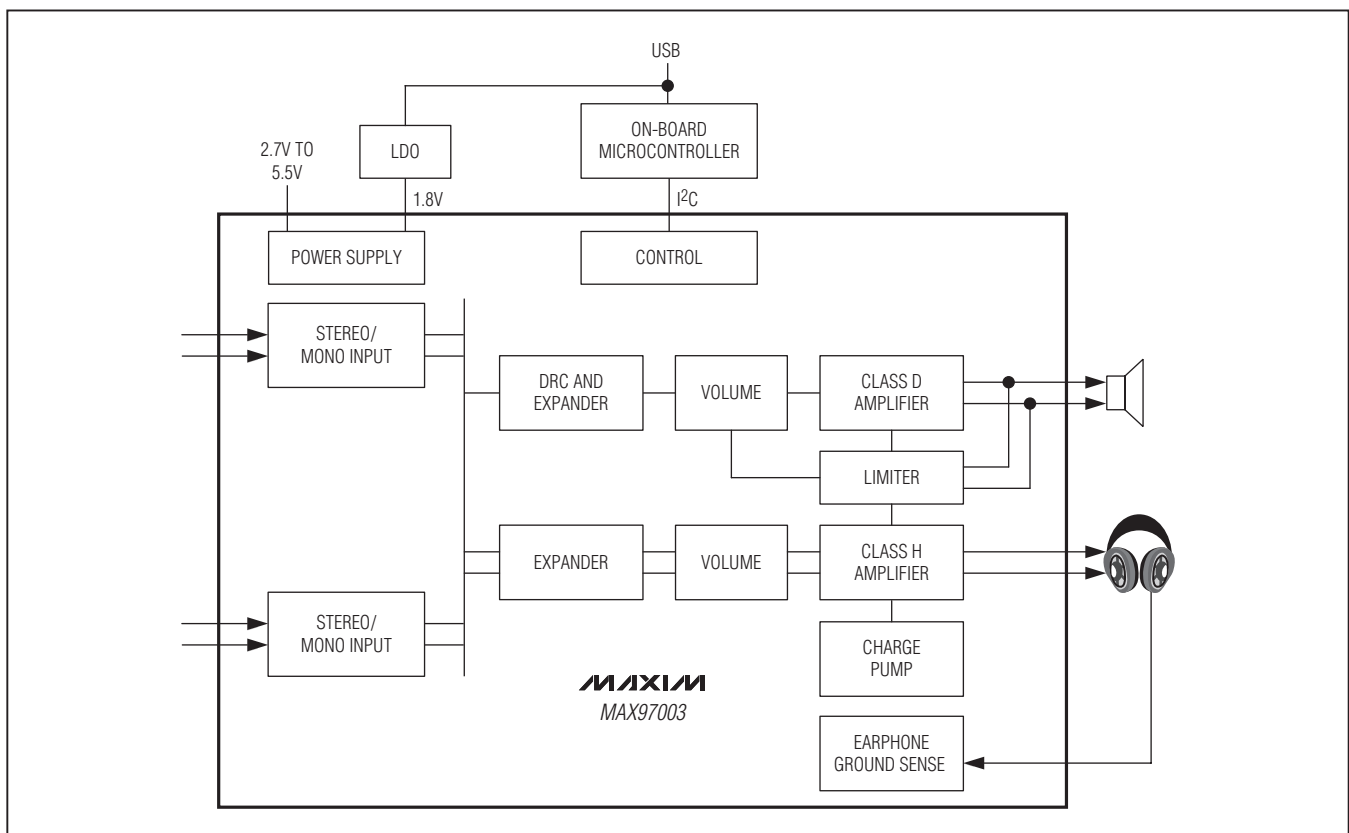 USB
ON-BOARD
MICROCONTROLLER
LDO
2.7V TO
5.5V
1.8V
I2C
POWER SUPPLY
CONTROL
STEREO/
MONO INPUT
DRC AND
EXPANDER
VOLUME
CLASS D
AMPLIFIER
LIMITER
EXPANDER
VOLUME
CLASS H
AMPLIFIER
STEREO/
MONO INPUT
CHARGE
PUMP
MAXIM
MAX97003
EARPHONE
GROUND SENSE